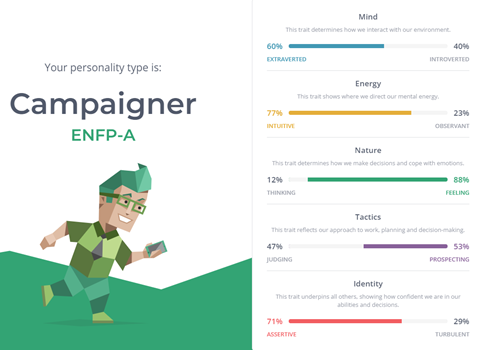 Your personality type is:
Campaigner
ENFP-A
Mind
This trait determines how we interact with our environment.
60% 40%
EXTRAVERTED INTROVERTED
Energy
This trait shows where we direct our mental energy.
77% 23%
INTUITIVE OBSERVANT
Nature
This trait determines how we make decisions and cope with emotions.
12% 88%
THINKING FEELING
Tactics
This trait reflects our approach to work, planning and decision-making.
47% 53%
JUDGING PROSPECTING
Identity
This trait underpins all others, showing how confident we are in our
abilities and decisions.
71% 29%
ASSERTIVE TURBULENT